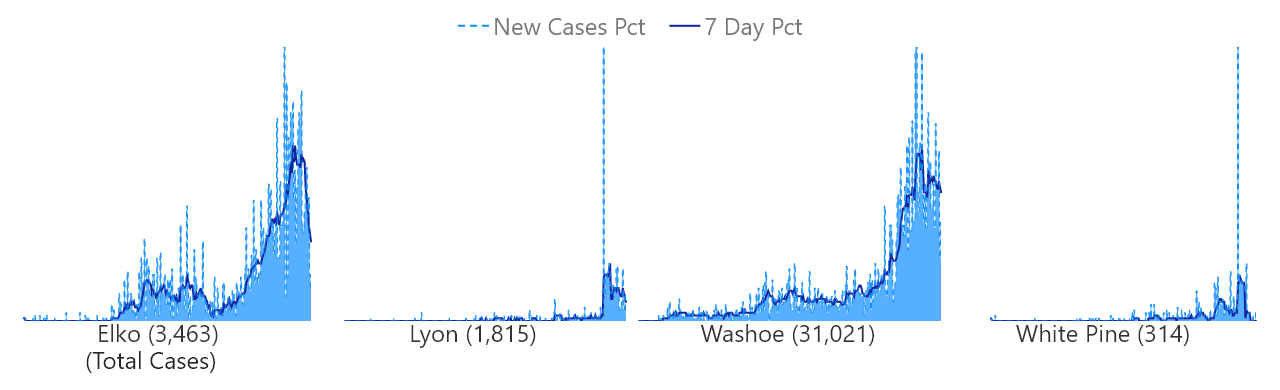 New Cases Pct 7 Day Pct
Elko (3,463) Lyon (1,815) Washoe (31,021) White Pine (314)
(Total Cases)